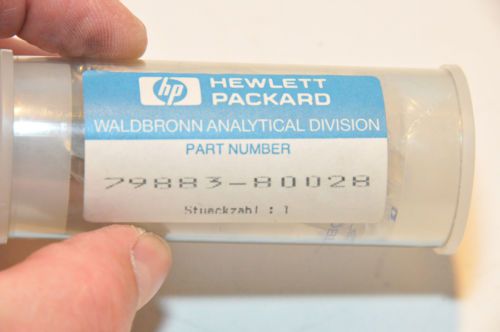 hp HEWLETT
PACKARD
WALDBRONN ANALYTICAL DIVISION
PART NUMBER
79883-80028
Stueckzahl : 1